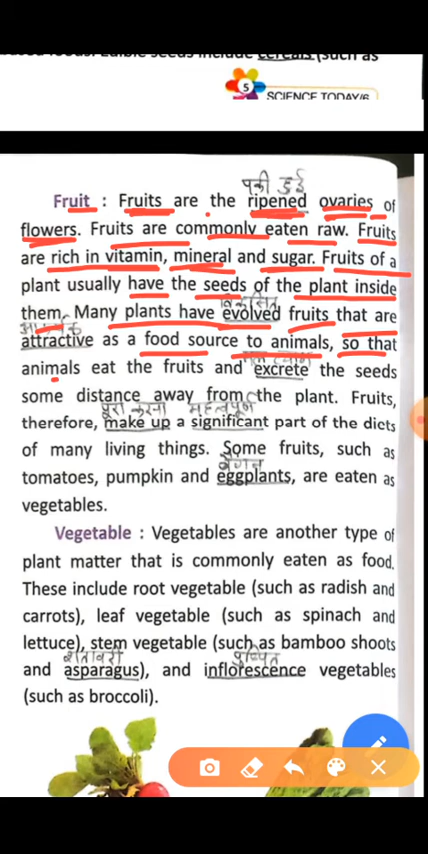 cereals (such as
5
SCIENCE TODAY/6
पकी हुई
Fruit : Fruits are the ripened ovaries of
flowers. Fruits are commonly eaten raw. Fruits
are rich in vitamin, mineral and sugar. Fruits of a
plant usually have the seeds of the plant inside
विकसित
them. Many plants have evolved fruits that are
आकर्षक
attractive as a food source to animals, so that
animals eat the fruits and excrete the seeds
मल त्याग
some distance away from the plant. Fruits,
पूरा करना महत्वपूर्ण
therefore, make up a significant part of the dicts
of many living things. Some fruits, such as
बैगन
tomatoes, pumpkin and eggplants, are eaten as
vegetables.
Vegetable : Vegetables are another type of
plant matter that is commonly eaten as food.
These include root vegetable (such as radish and
carrots), leaf vegetable (such as spinach and
lettuce), stem vegetable (such as bamboo shoots
शतावरी पुष्पित
and asparagus), and inflorescence vegetables
(such as broccoli).